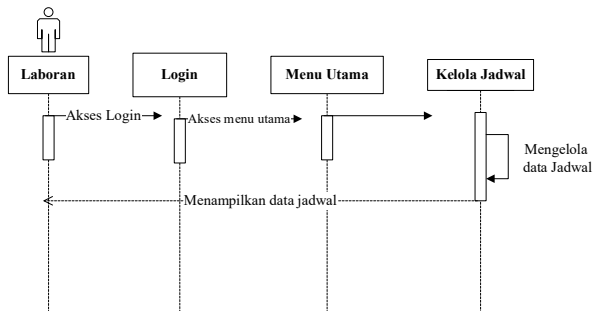 Laboran
Login
Menu Utama
Kelola Jadwal
Akses Login
Akses menu utama
Mengelola
data Jadwal
Menampilkan data jadwal